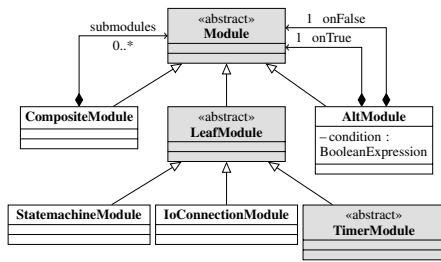 «abstract»
Module
submodules
0..*
1 onFalse
1 onTrue
CompositeModule
«abstract»
LeafModule
AltModule
– condition :
BooleanExpression
StatemachineModule
IoConnectionModule
«abstract»
TimerModule